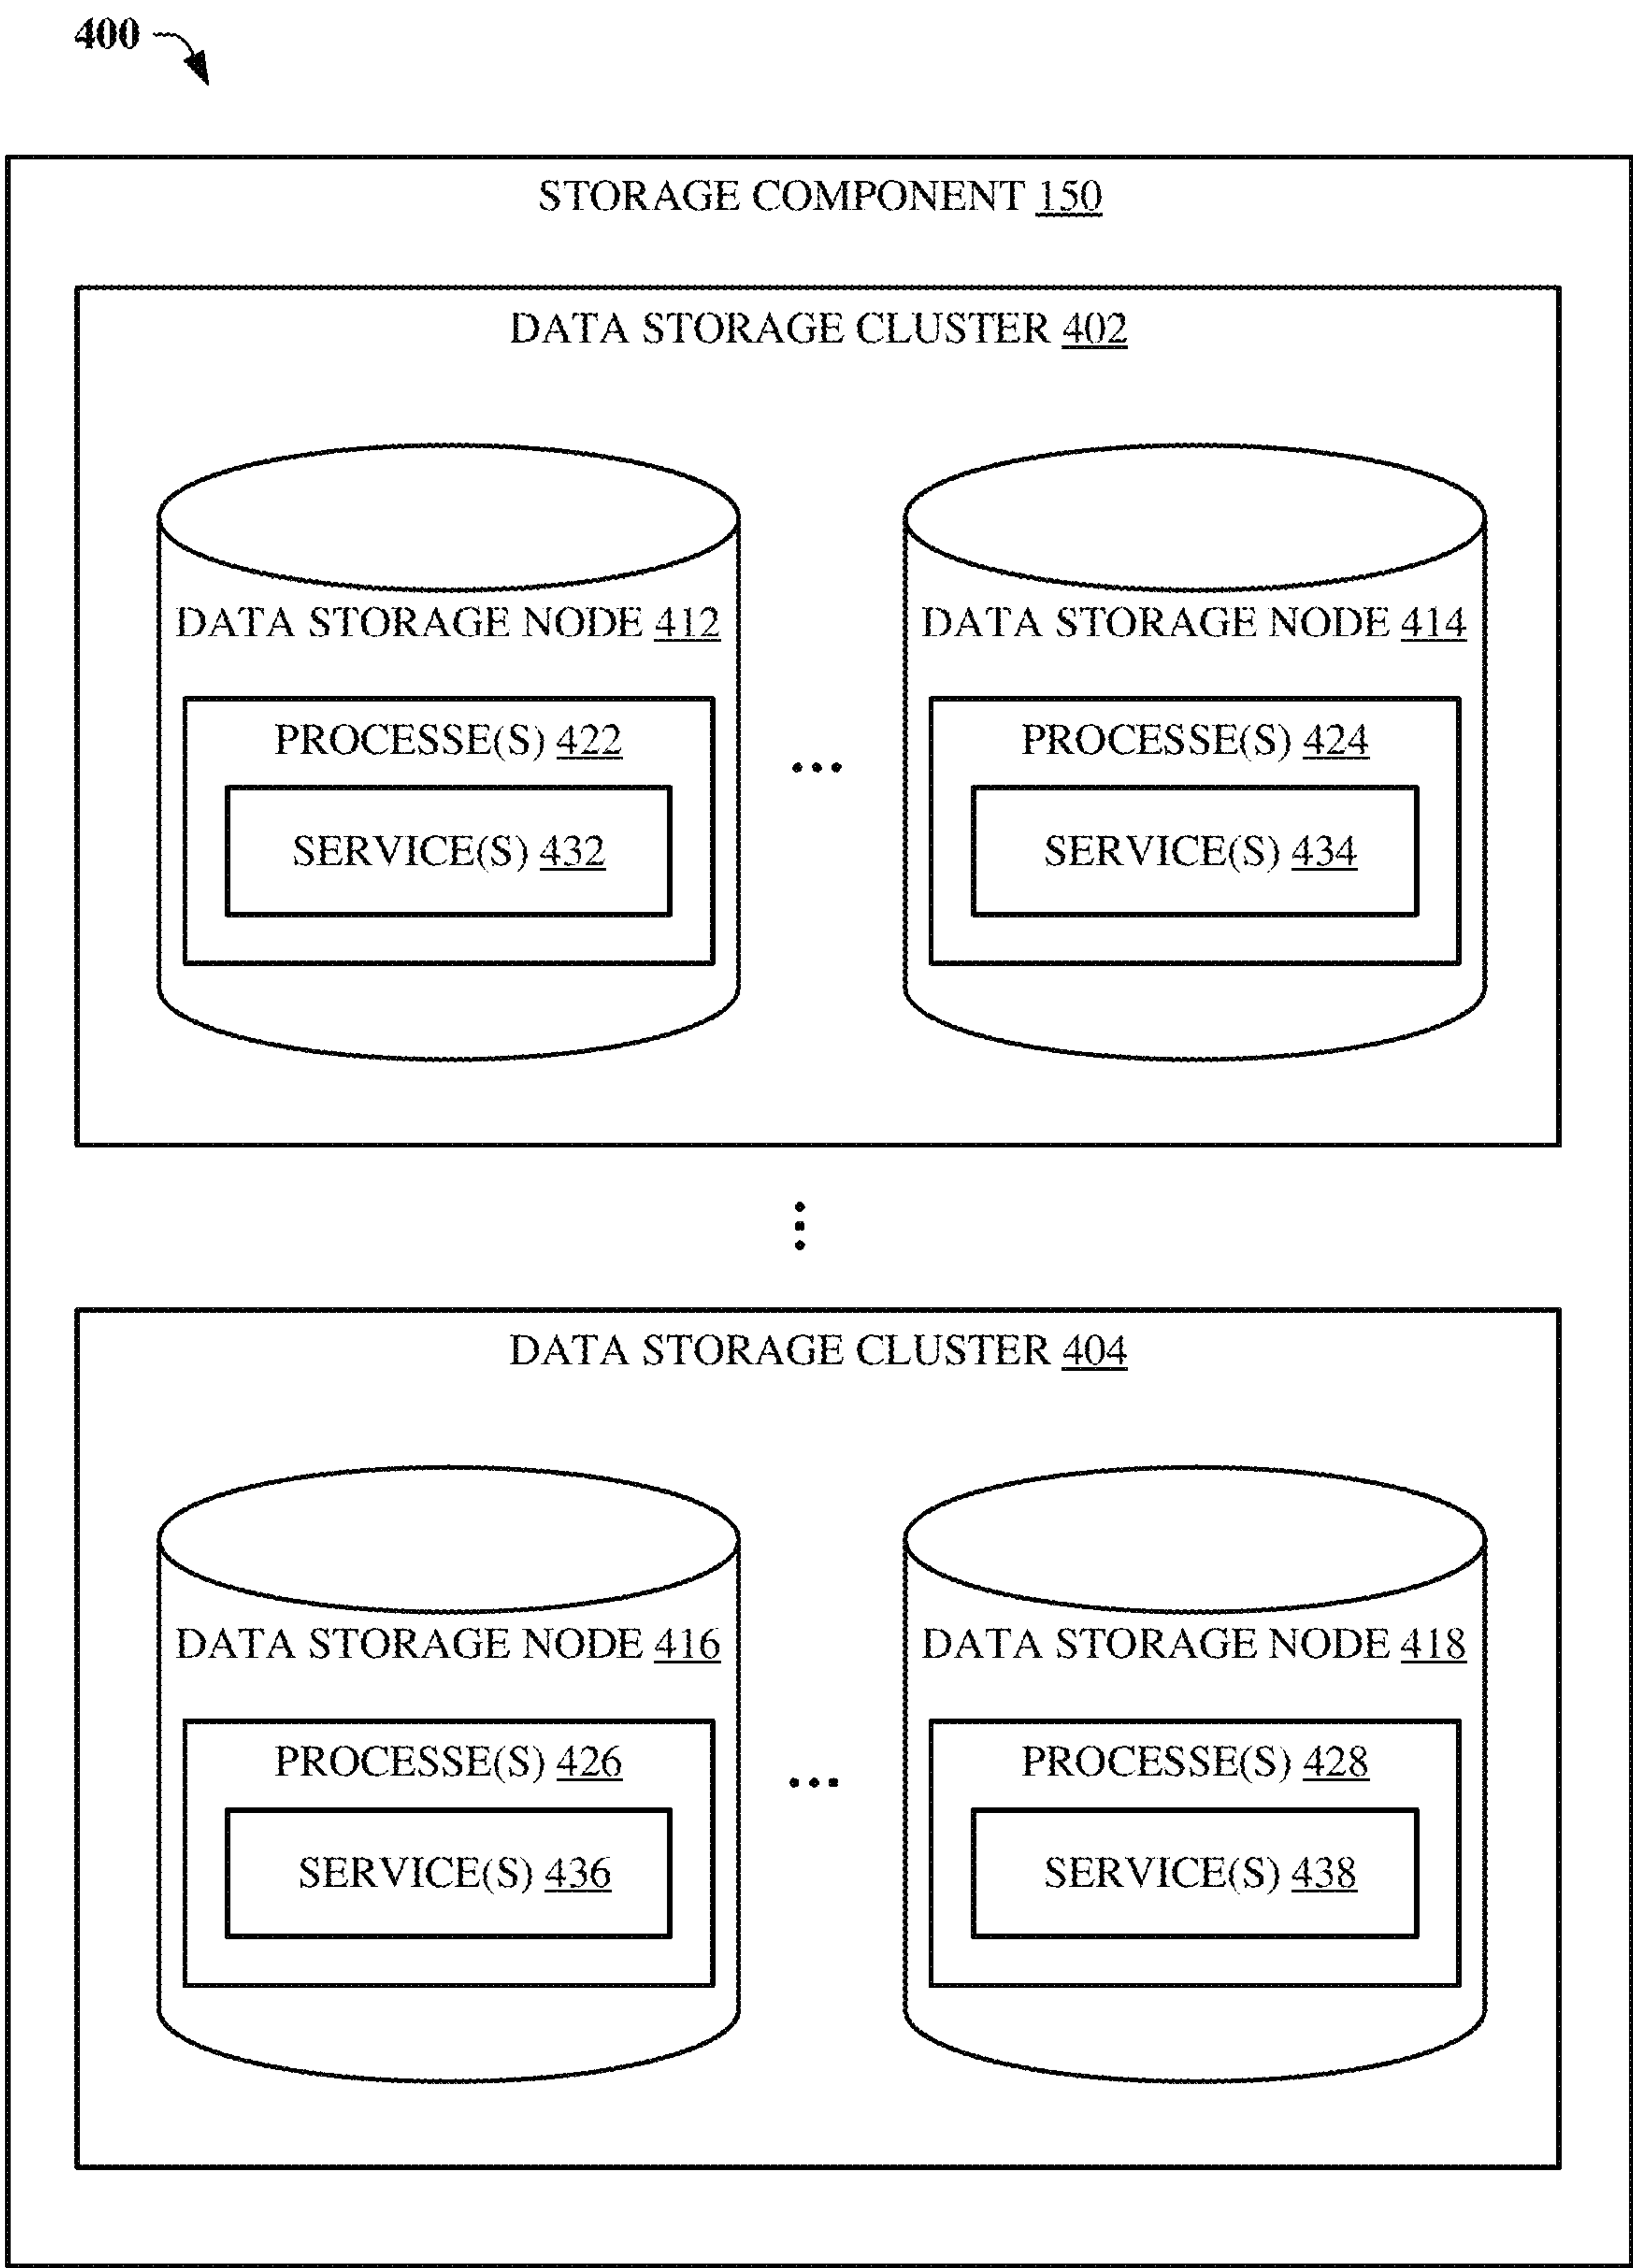 400
STORAGE COMPONENT 150
DATA STORAGE CLUSTER 402
DATA STORAGE NODE 412 DATA STORAGE NODE 414
PROCESSE(S) 422 PROCESSE(S) 424
...
SERVICE(S) 432 SERVICE(S) 434
DATA STORAGE CLUSTER 404
DATA STORAGE NODE 416 DATA STORAGE NODE 418
PROCESSE(S) 426 ... PROCESSE(S) 428
SERVICE(S) 436 SERVICE(S) 438